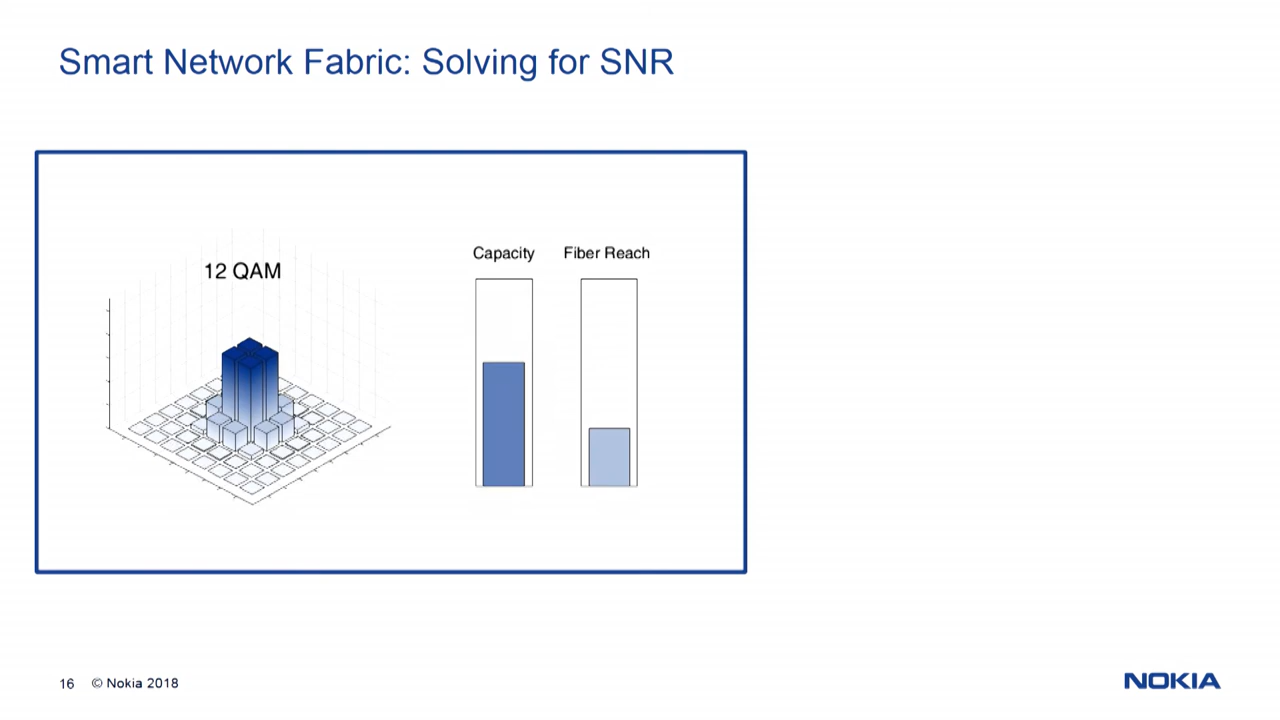 Smart Network Fabric: Solving for SNR
12 QAM
Capacity
Fiber Reach
16 © Nokia 2018
NOKIA